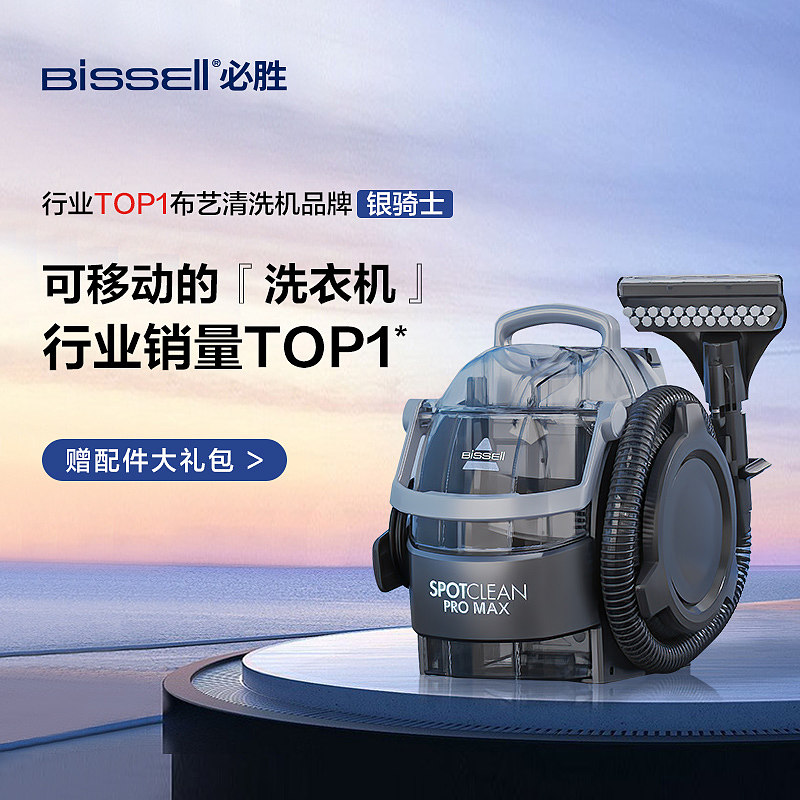 BISSELL®必胜
行业TOP1布艺清洗机品牌 银骑士
可移动的『洗衣机』
行业销量TOP1*
赠配件大礼包 >
BISSELL
SPOTCLEAN
PRO MAX